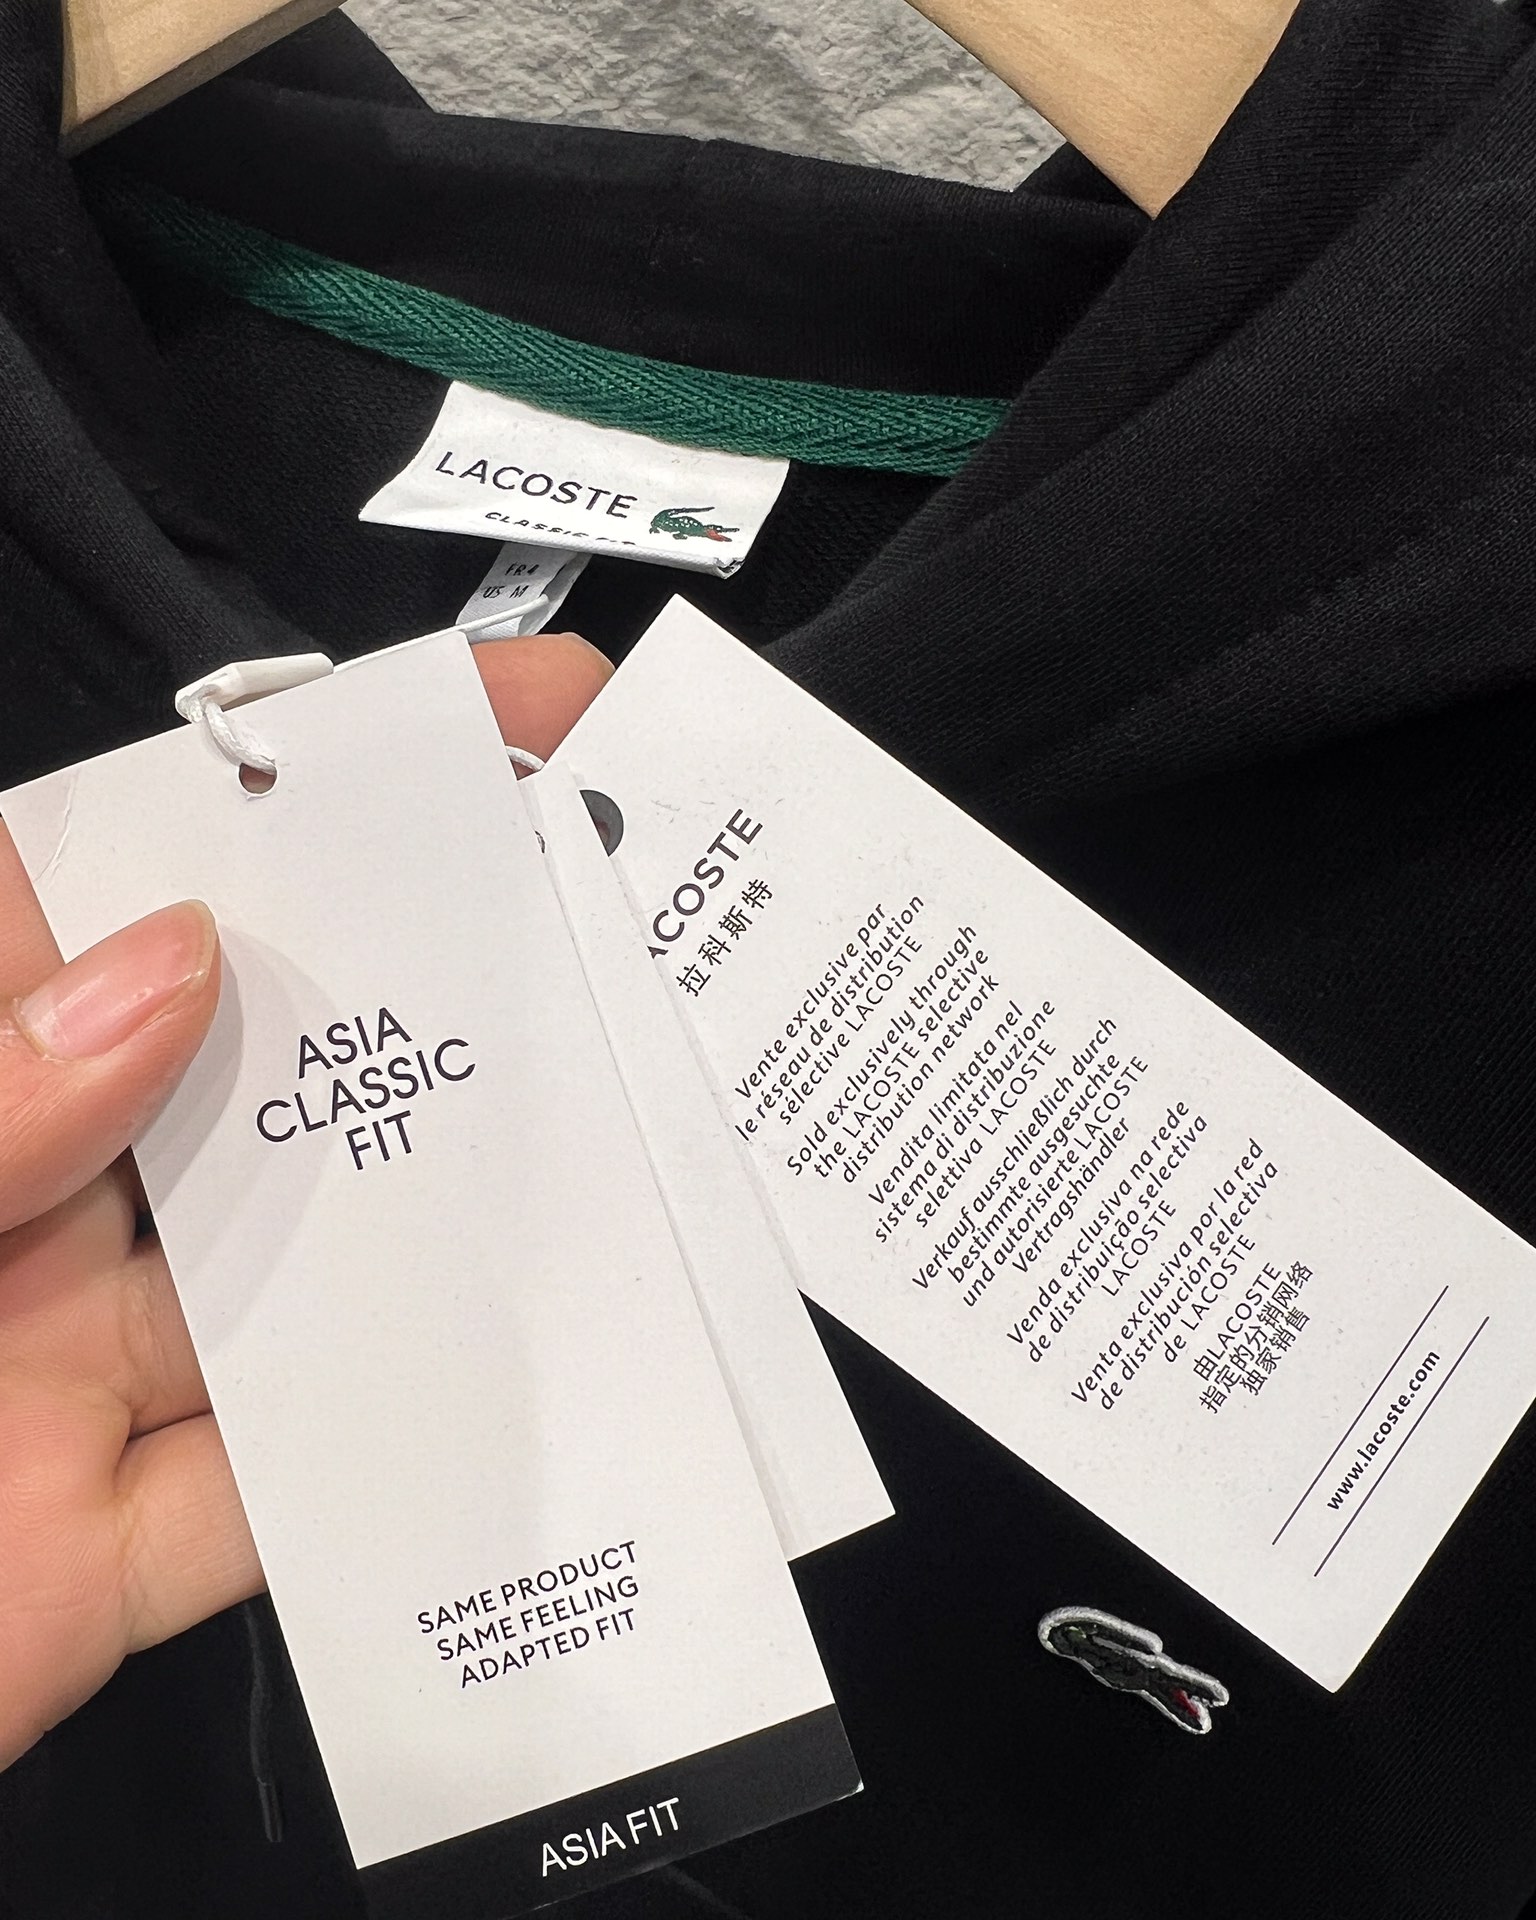 LACOSTE
CLASSIC FIT
FR 4
US M
ASIA
CLASSIC
FIT
SAME PRODUCT
SAME FEELING
ADAPTED FIT
ASIA FIT
ACOSTE
拉科斯特
Vente exclusive par
le réseau de distribution
sélective LACOSTE
Sold exclusively through
the LACOSTE selective
distribution network
Vendita limitata nel
sistema di distribuzione
selettiva LACOSTE
Verkauf ausschließlich durch
bestimmte ausgesuchte
und autorisierte LACOSTE
Vertragshändler
Venda exclusiva na rede
de distribuição selectiva
LACOSTE
Venta exclusiva por la red
de distribución selectiva
de LACOSTE
由LACOSTE
指定的分销网络
独家销售
www.lacoste.com